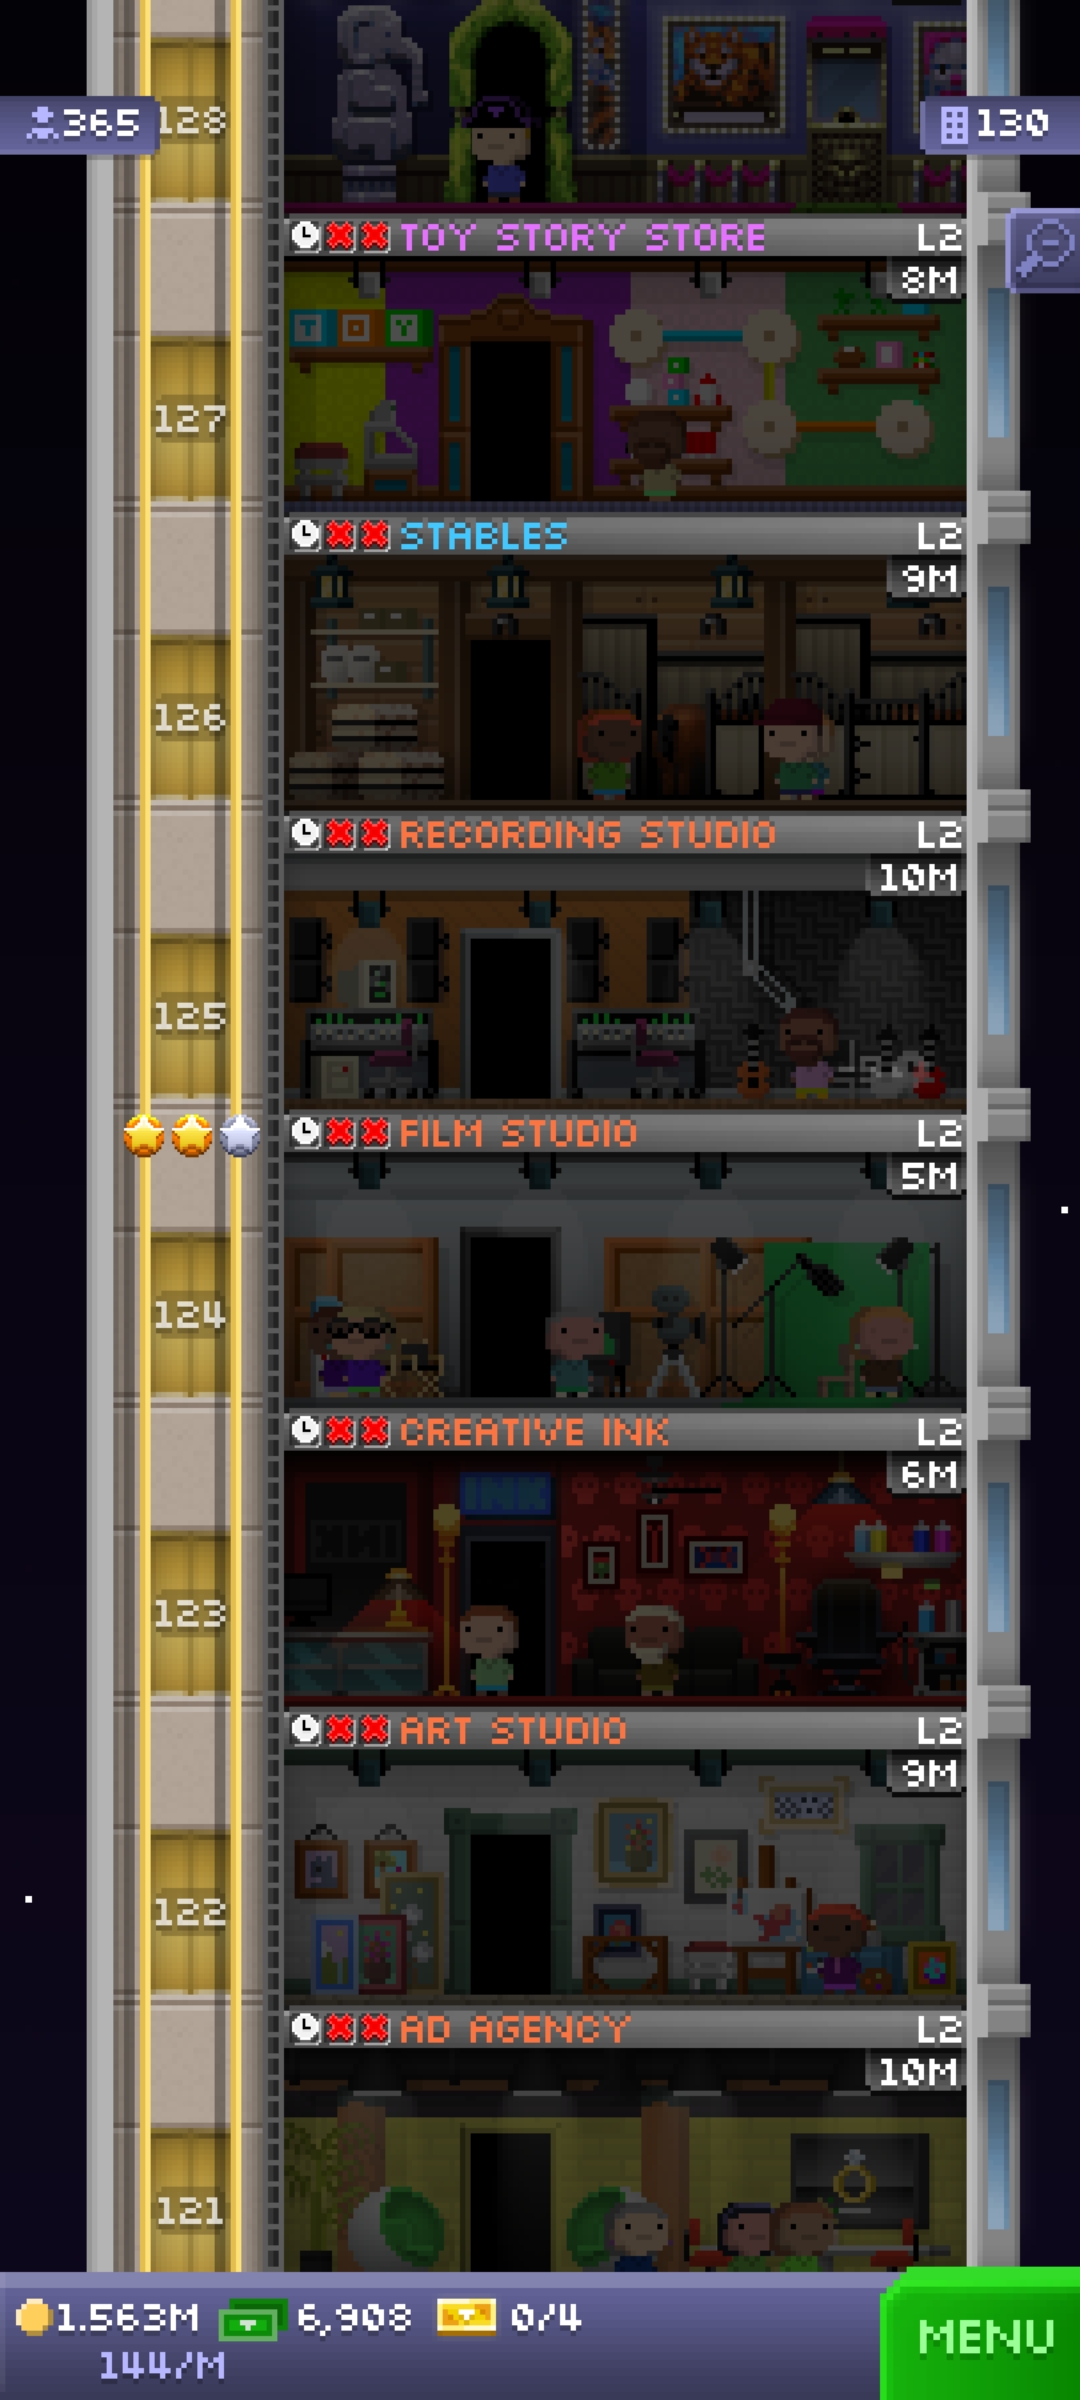 365
128
130
TOY STORY STORE L2
8M
T O Y
127
STABLES L2
9M
126
RECORDING STUDIO L2
10M
125
FILM STUDIO L2
5M
124
CREATIVE INK L2
6M
INK
INK
123
ART STUDIO L2
9M
122
AD AGENCY L2
10M
121
1.563M 6,908 0/4
144/M
MENU